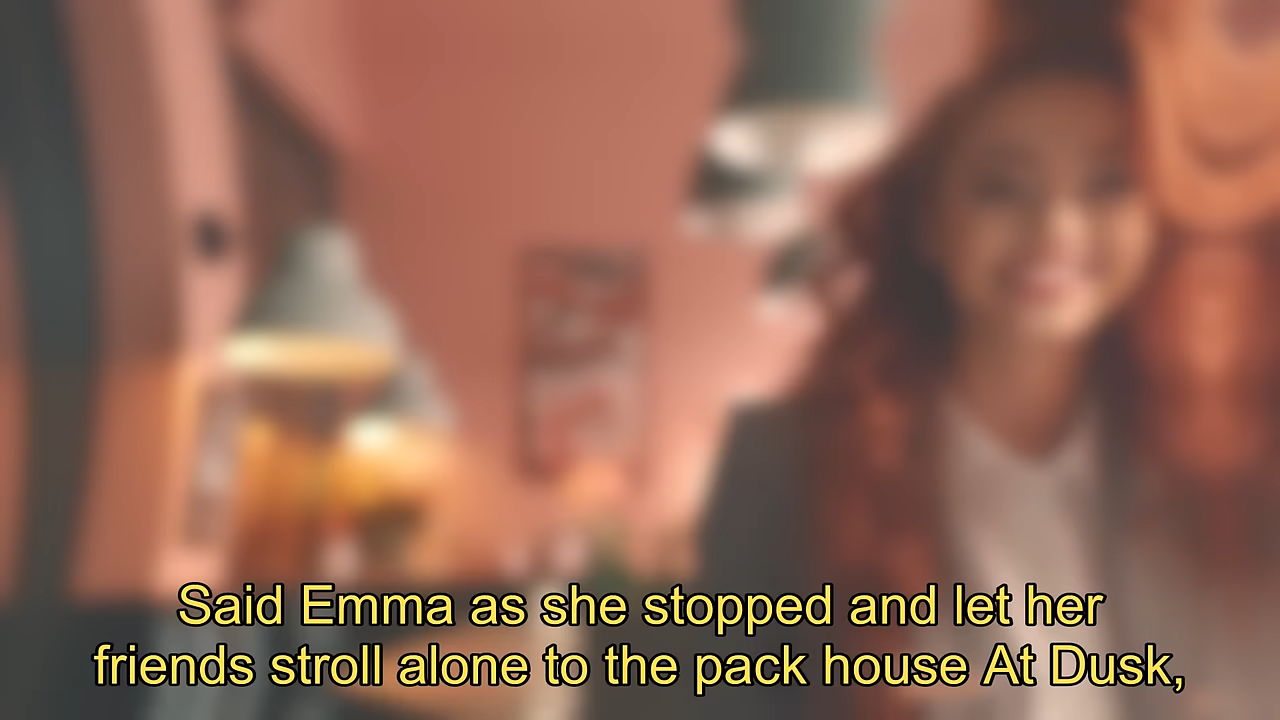 Said Emma as she stopped and let her
friends stroll alone to the pack house At Dusk,